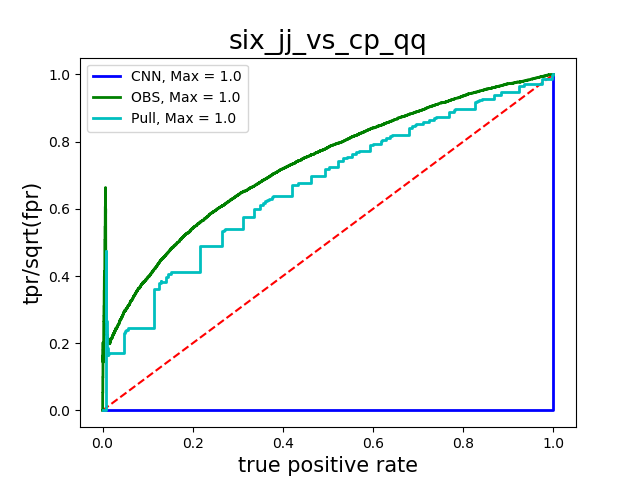 six_jj_vs_cp_qq
CNN, Max = 1.0
OBS, Max = 1.0
Pull, Max = 1.0
tpr/sqrt(fpr)
1.0
0.8
0.6
0.4
0.2
0.0
0.0 0.2 0.4 0.6 0.8 1.0
true positive rate